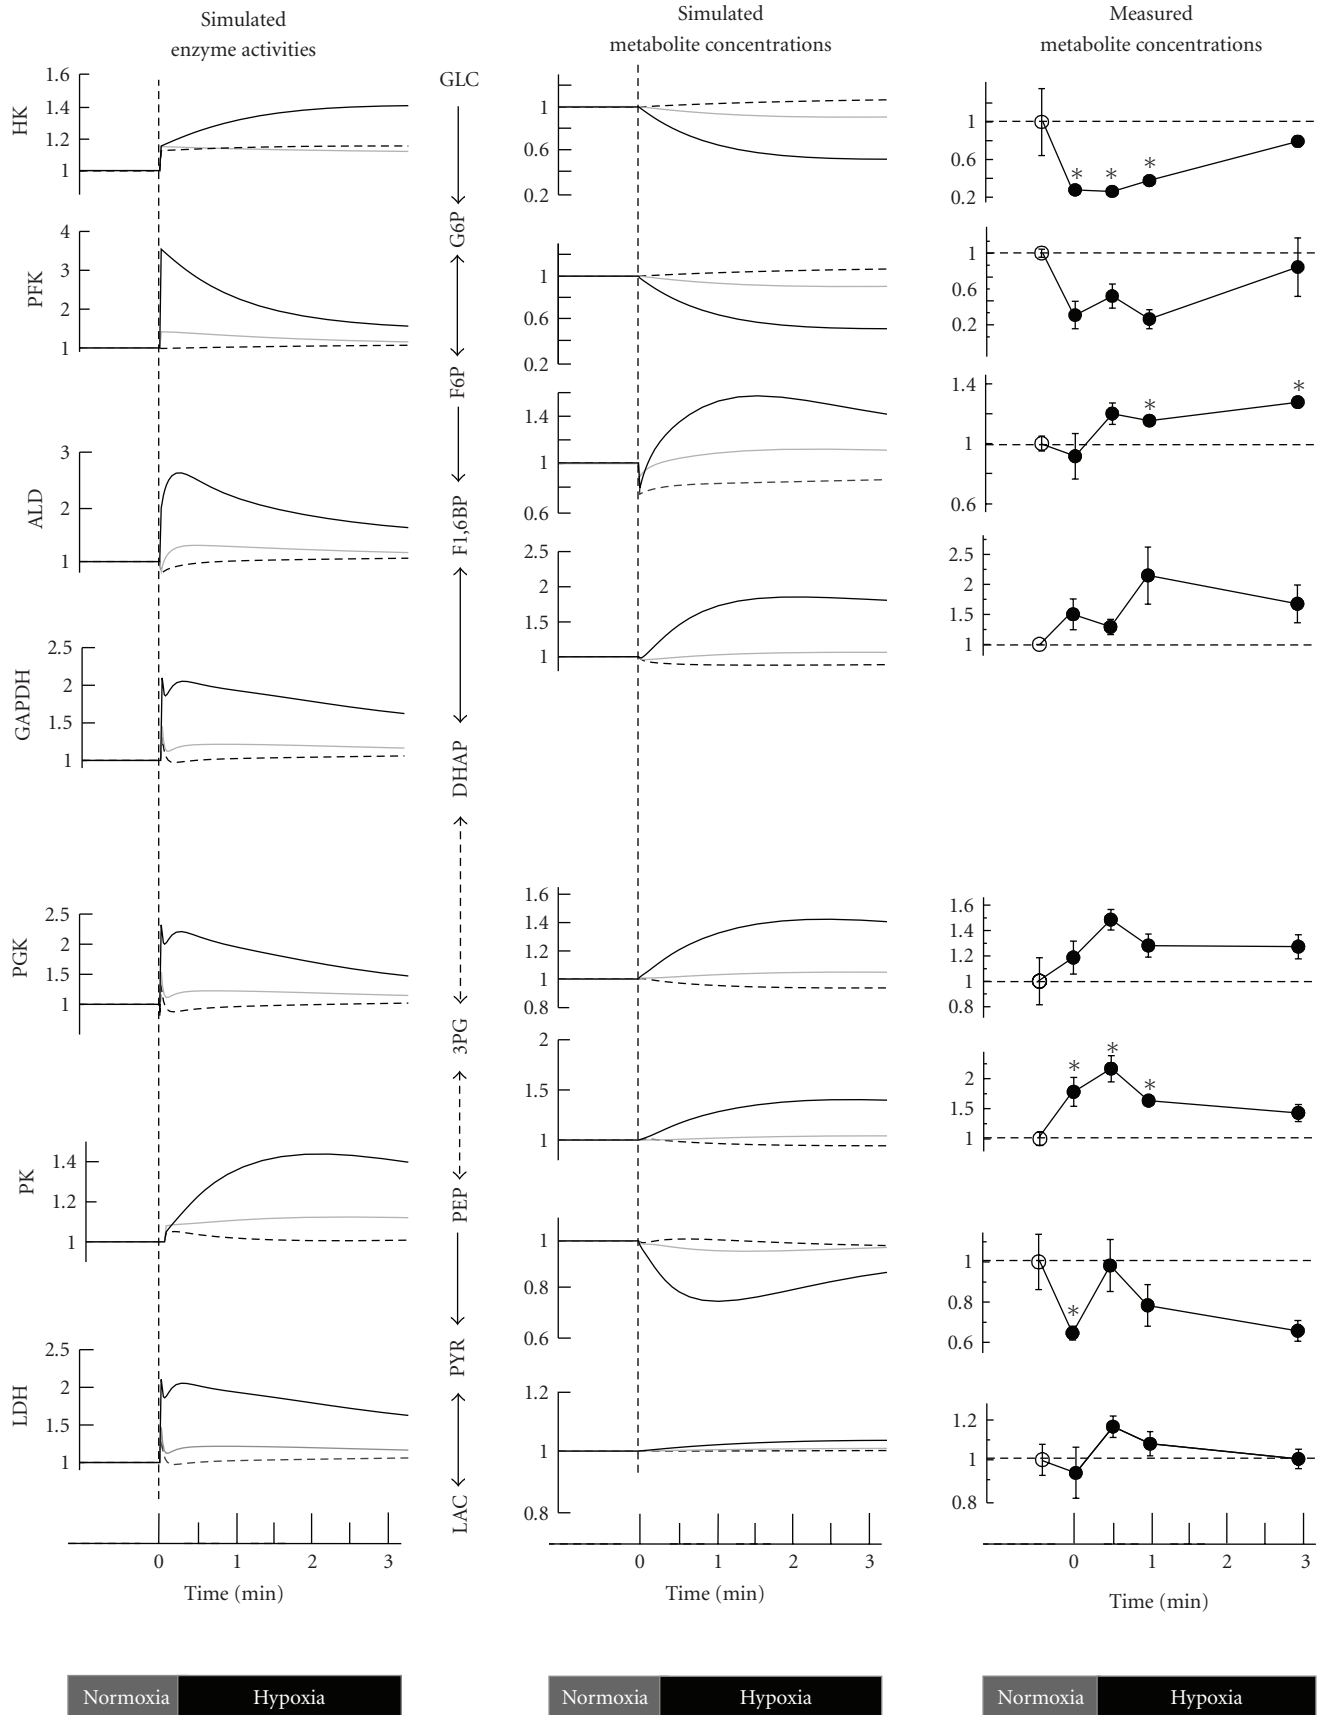 Simulated
enzyme activities
Simulated
metabolite concentrations
Measured
metabolite concentrations
HK
1.6
1.4
1.2
1
PFK
4
3
2
1
ALD
3
2
1
GAPDH
2.5
2
1.5
1
PGK
2.5
2
1.5
1
PK
1.4
1.2
1
LDH
2.5
2
1.5
1
0 1 2 3
Time (min)
Normoxia Hypoxia
GLC
G6P
F6P
F1,6BP
DHAP
3PG
PEP
PYR
LAC
1
0.6
0.2
1
0.6
0.2
1.4
1
0.6
2.5
2
1.5
1
1.6
1.4
1.2
1
0.8
2
1.5
1
1
0.8
0.6
1.2
1
0.8
0 1 2 3
Time (min)
Normoxia Hypoxia
1
0.6
0.2
* * *
1
0.6
0.2
1.4
1
0.6
* *
2.5
2
1.5
1
1.6
1.4
1.2
1
0.8
2
1.5
1
* * *
1
0.8
0.6
*
1.2
1
0.8
0 1 2 3
Time (min)
Normoxia Hypoxia